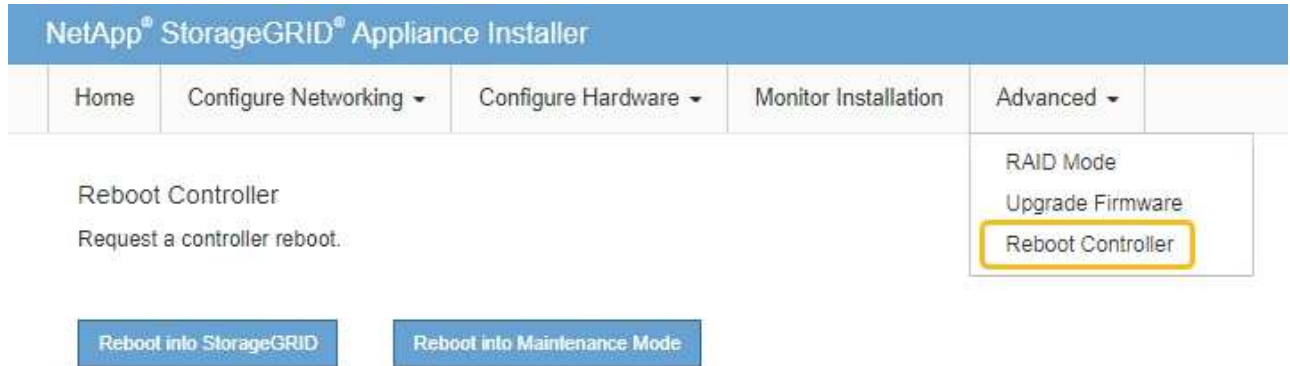 NetApp® StorageGRID® Appliance Installer
Home Configure Networking Configure Hardware Monitor Installation Advanced
RAID Mode
Upgrade Firmware
Reboot Controller
Reboot Controller
Request a controller reboot.
Reboot into StorageGRID Reboot into Maintenance Mode